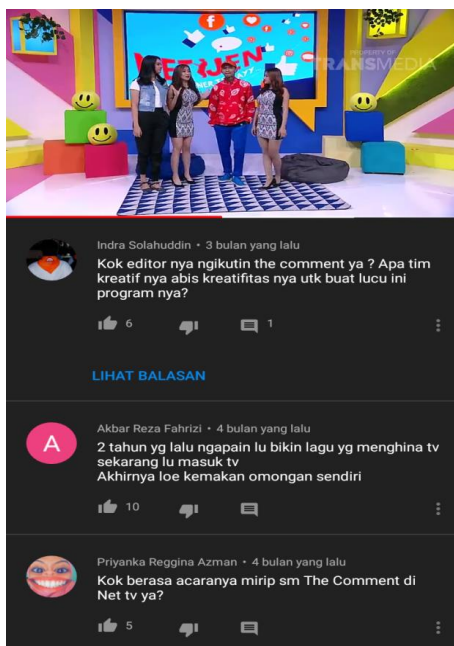 NETIJEN
PROPERTY OF
TRANSMEDIA
Indra Solahuddin • 3 bulan yang lalu
Kok editor nya ngikutin the comment ya ? Apa tim
kreatif nya abis kreatifitas nya utk buat lucu ini
program nya?
6 1
LIHAT BALASAN
A
Akbar Reza Fahrizi • 4 bulan yang lalu
2 tahun yg lalu ngapain lu bikin lagu yg menghina tv
sekarang lu masuk tv
Akhirnya loe kemakan omongan sendiri
10
Priyanka Reggina Azman • 4 bulan yang lalu
Kok berasa acaranya mirip sm The Comment di
Net tv ya?
5